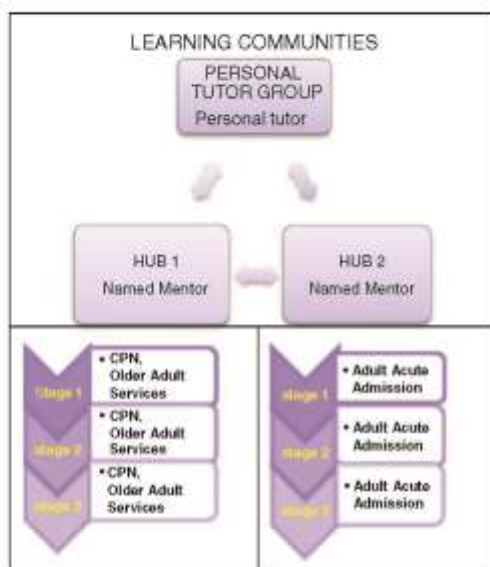 LEARNING COMMUNITIES
PERSONAL
TUTOR GROUP
Personal tutor
HUB 1
Named Mentor
HUB 2
Named Mentor
Stage 1
• CPN,
Older Adult
Services
stage 2
• CPN,
Older Adult
Services
stage 3
• CPN,
Older Adult
Services
stage 1
• Adult Acute
Admission
stage 2
• Adult Acute
Admission
stage 3
• Adult Acute
Admission